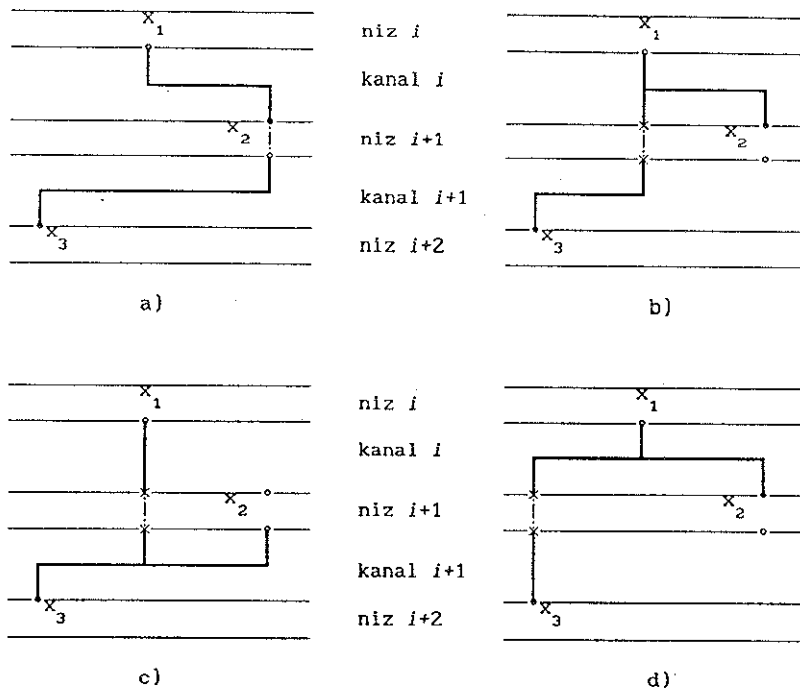 x1
niz i
kanal i
x2
niz i+1
kanal i+1
x3
niz i+2
a)
x1
x2
x3
b)
x1
niz i
kanal i
x2
niz i+1
kanal i+1
x3
niz i+2
c)
x1
x2
x3
d)